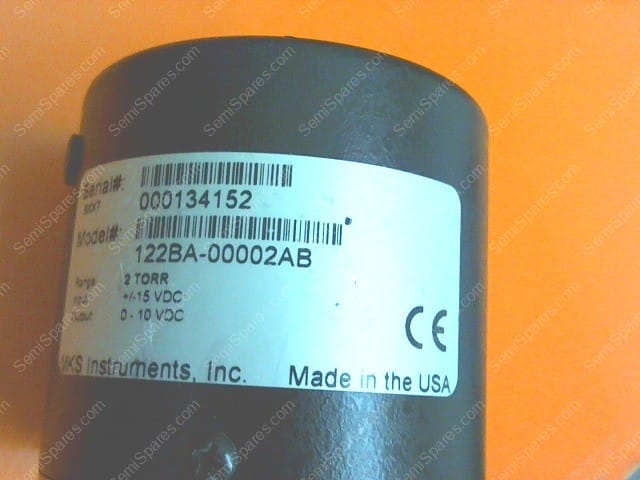 Serial#: 000134152
Model#: 122BA-00002AB
Range 2 TORR
Input +/-15 VDC
Output 0 - 10 VDC
CE
MKS Instruments, Inc. Made in the USA
SemiSpares.com